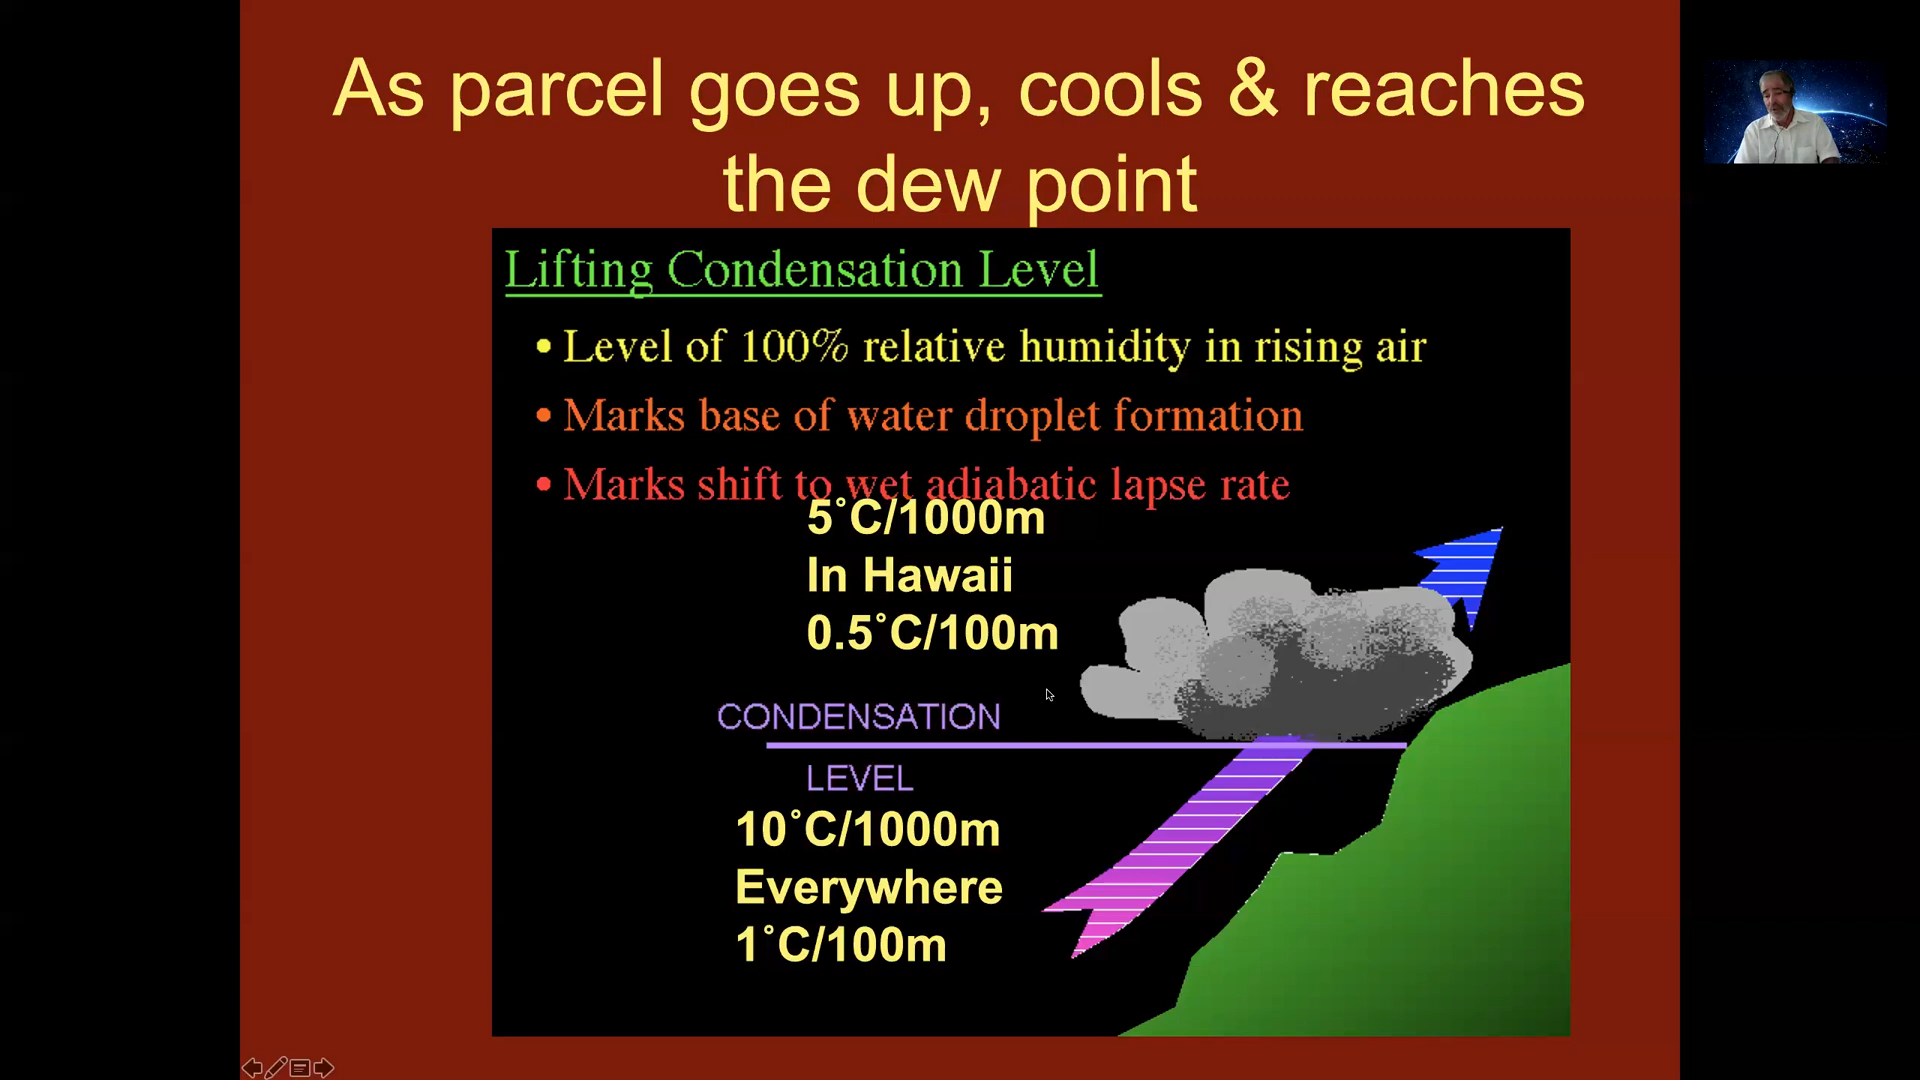 As parcel goes up, cools & reaches
the dew point
Lifting Condensation Level
• Level of 100% relative humidity in rising air
• Marks base of water droplet formation
• Marks shift to wet adiabatic lapse rate
5˚C/1000m
In Hawaii
0.5˚C/100m
CONDENSATION
LEVEL
10˚C/1000m
Everywhere
1˚C/100m